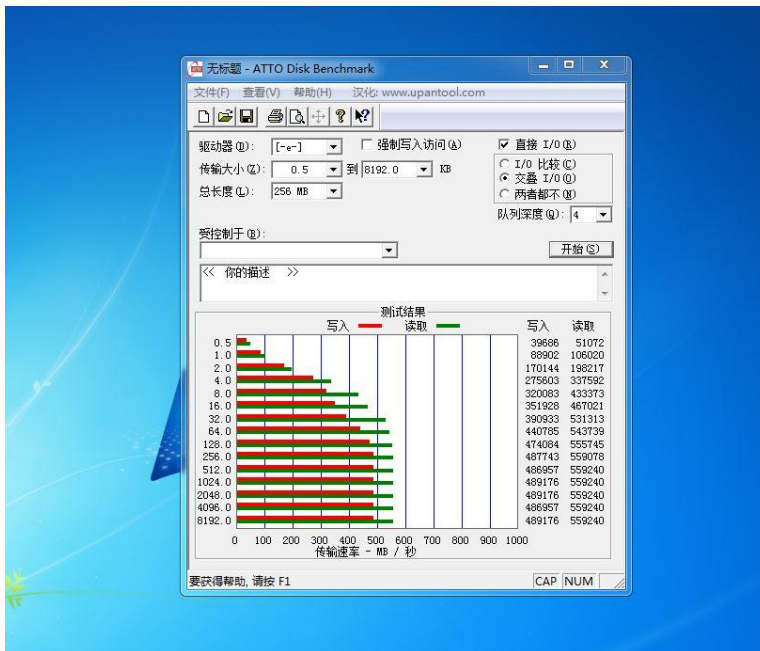 无标题 - ATTO Disk Benchmark
文件(F) 查看(V) 帮助(H) 汉化: www.upantool.com
驱动器(D): [-e-] 强制写入访问(A) 直接 I/O(R)
传输大小(Z): 0.5 到 8192.0 KB I/O 比较(C)
交叠 I/O(O)
总长度(L): 256 MB 两者都不(N)
队列深度(Q): 4
受控制于(B):
开始(S)
<< 你的描述 >>
测试结果
写入 读取 写入 读取
0.5 39686 51072
1.0 88902 106020
2.0 170144 198217
4.0 275603 337592
8.0 320083 433373
16.0 351928 467021
32.0 390933 531313
64.0 440785 543739
128.0 474084 555745
256.0 487743 559078
512.0 486957 559240
1024.0 489176 559240
2048.0 489176 559240
4096.0 486957 559240
8192.0 489176 559240
0 100 200 300 400 500 600 700 800 900 1000
传输速率 - MB / 秒
要获得帮助, 请按 F1 CAP NUM